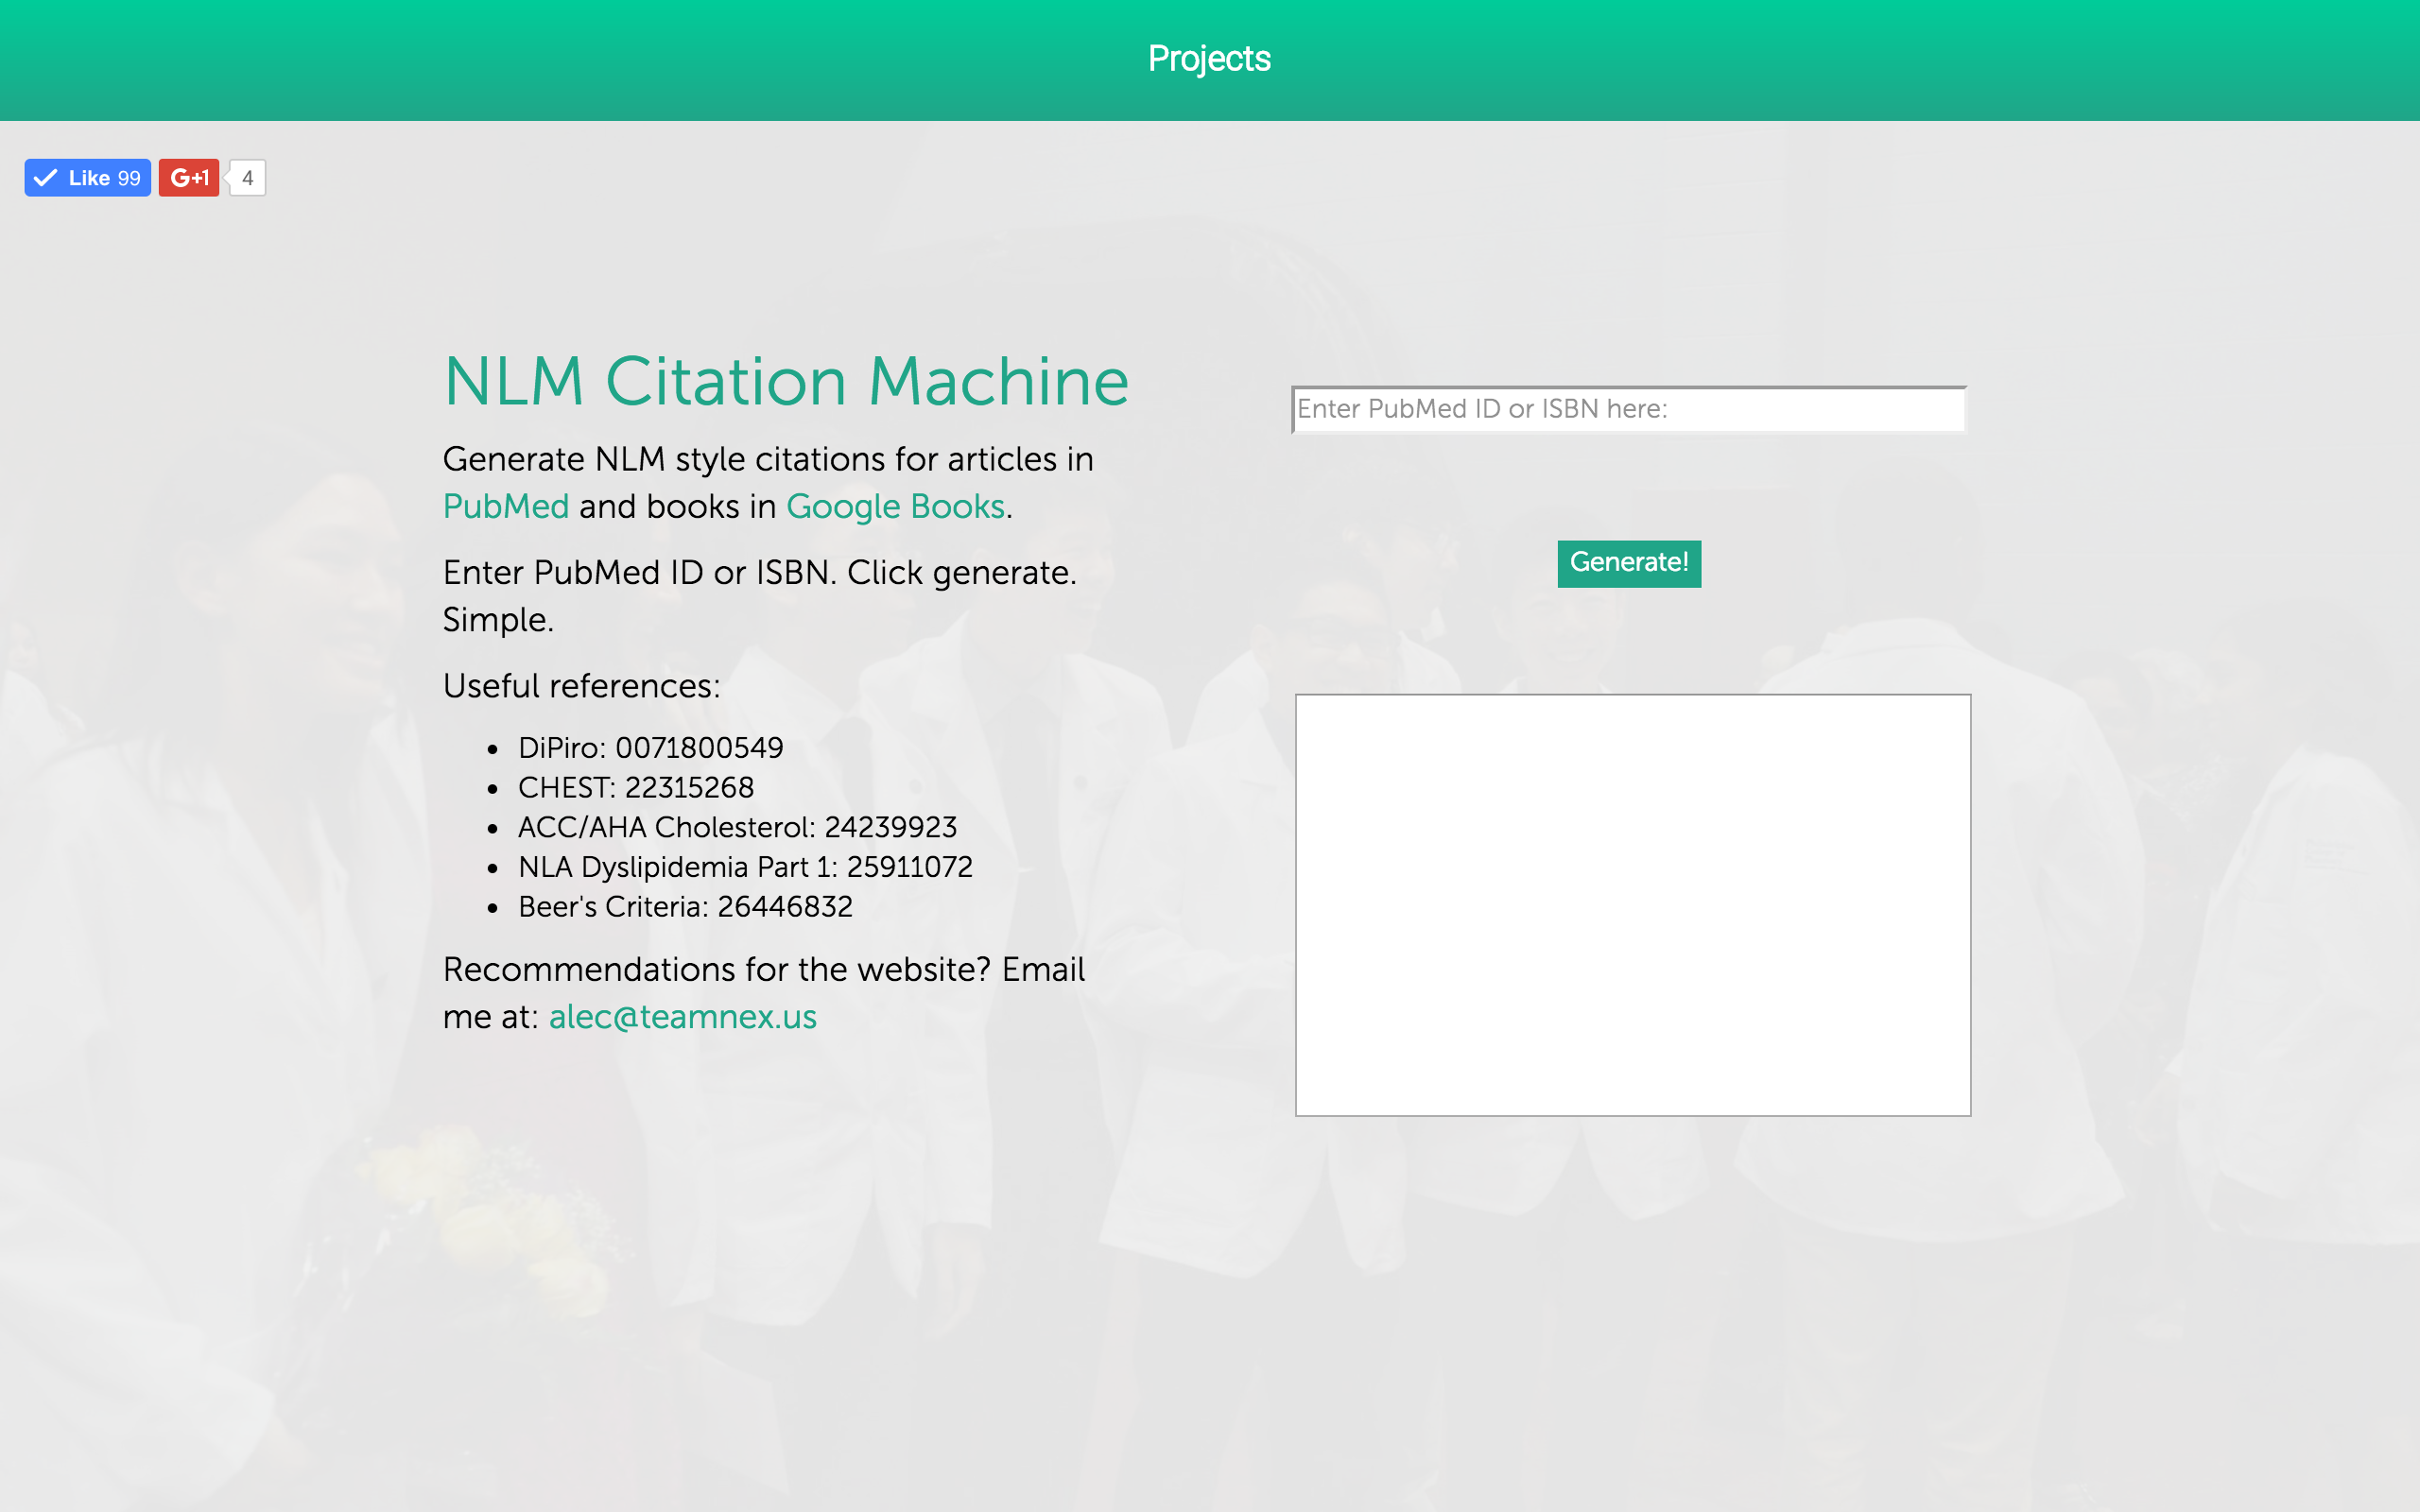 Projects
Like 99
G+1
4
NLM Citation Machine
Generate NLM style citations for articles in
PubMed and books in Google Books.
Enter PubMed ID or ISBN. Click generate.
Simple.
Useful references:
• DiPiro: 0071800549
• CHEST: 22315268
• ACC/AHA Cholesterol: 24239923
• NLA Dyslipidemia Part 1: 25911072
• Beer's Criteria: 26446832
Recommendations for the website? Email
me at: alec@teamnex.us
Enter PubMed ID or ISBN here:
Generate!